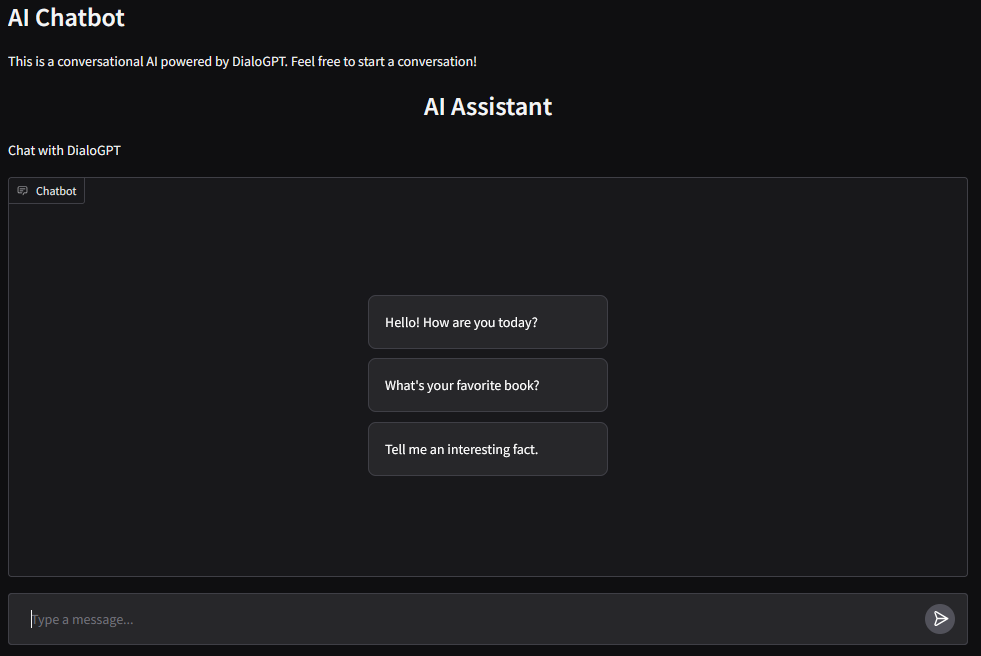 AI Chatbot
This is a conversational AI powered by DialoGPT. Feel free to start a conversation!
AI Assistant
Chat with DialoGPT
Chatbot
Hello! How are you today?
What's your favorite book?
Tell me an interesting fact.
Type a message...